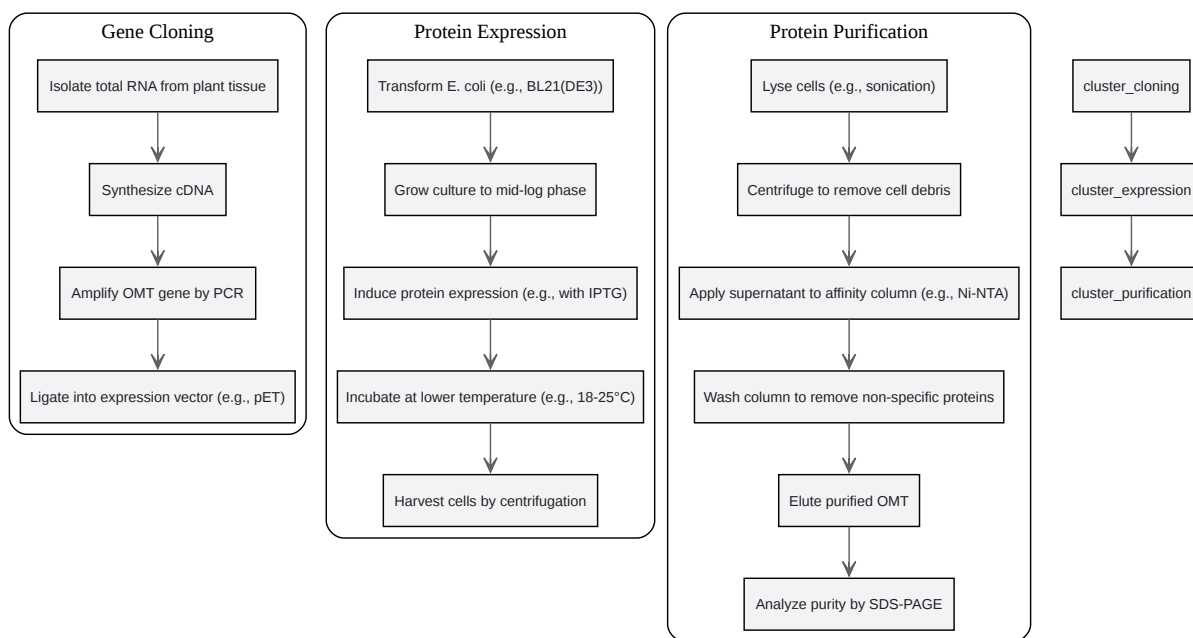 Gene Cloning
Isolate total RNA from plant tissue
Synthesize cDNA
Amplify OMT gene by PCR
Ligate into expression vector (e.g., pET)
Protein Expression
Transform E. coli (e.g., BL21(DE3))
Grow culture to mid-log phase
Induce protein expression (e.g., with IPTG)
Incubate at lower temperature (e.g., 18-25°C)
Harvest cells by centrifugation
Protein Purification
Lyse cells (e.g., sonication)
Centrifuge to remove cell debris
Apply supernatant to affinity column (e.g., Ni-NTA)
Wash column to remove non-specific proteins
Elute purified OMT
Analyze purity by SDS-PAGE
cluster_cloning
cluster_expression
cluster_purification